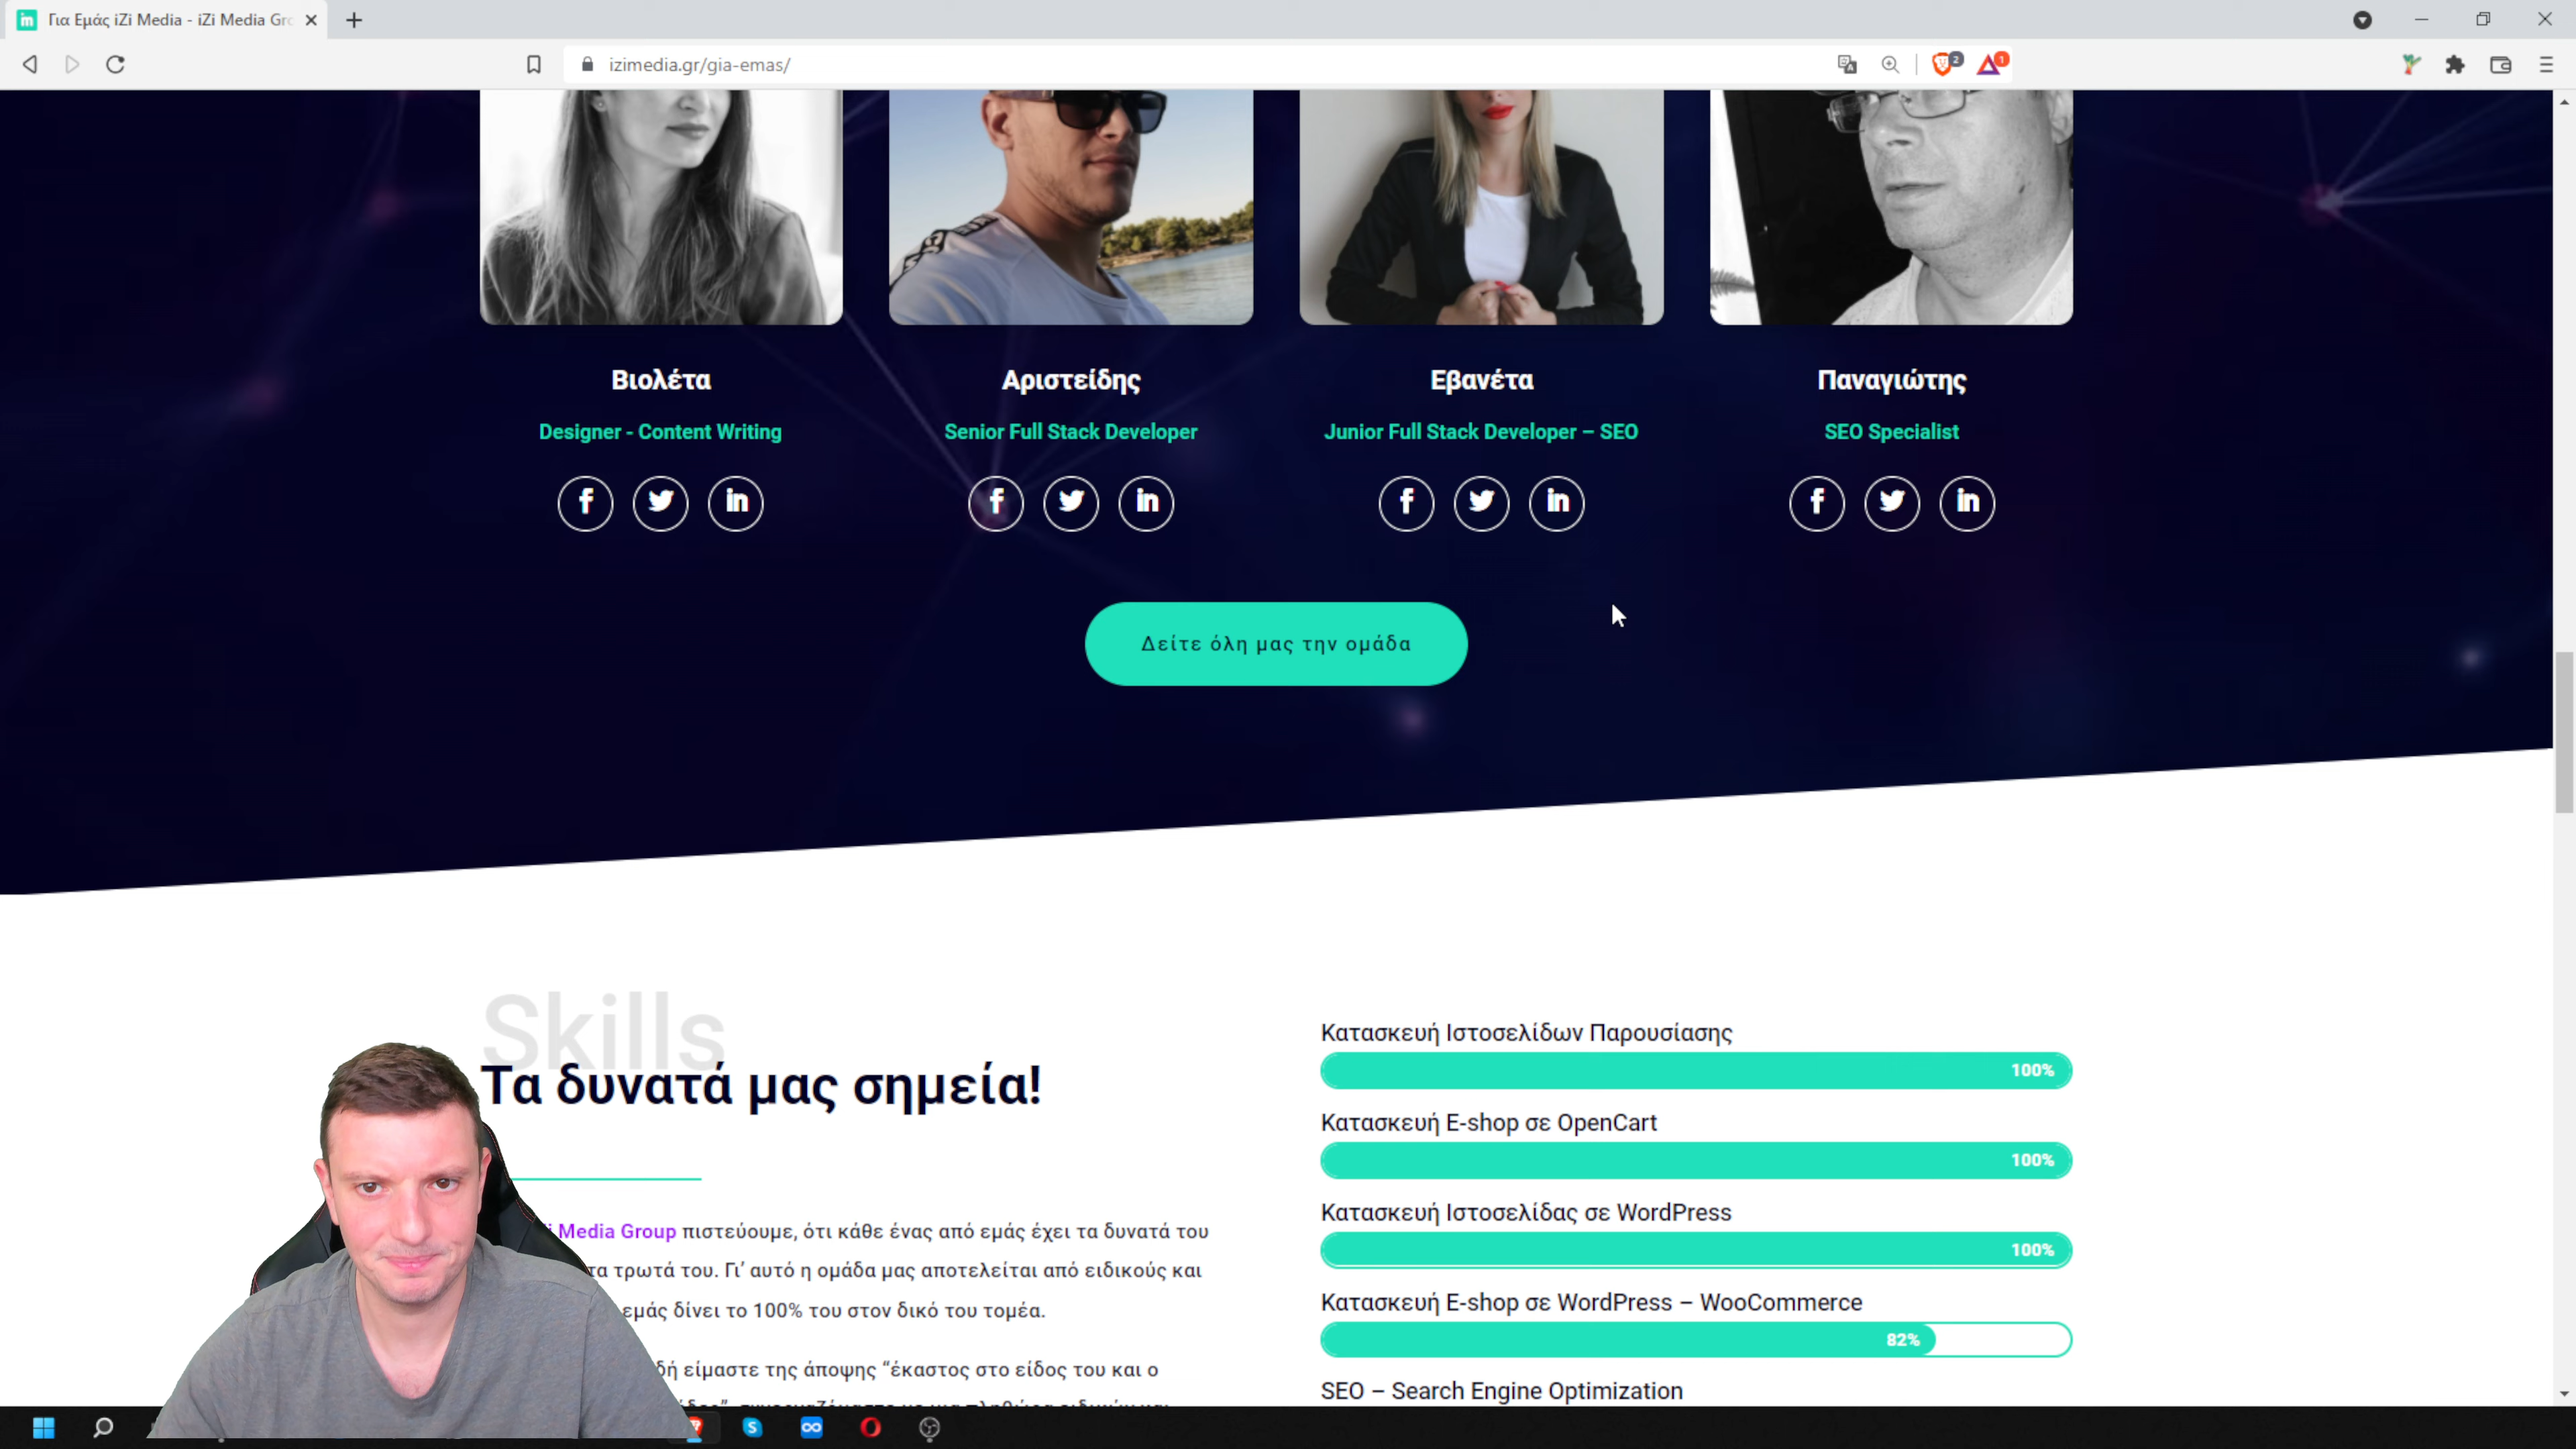 Για Εμάς iZi Media - iZi Media Gr
izimedia.gr/gia-emas/
2
1
Βιολέτα
Αριστείδης
Εβανέτα
Παναγιώτης
Designer - Content Writing
Senior Full Stack Developer
Junior Full Stack Developer – SEO
SEO Specialist
Δείτε όλη μας την ομάδα
Skills
Τα δυνατά μας σημεία!
Media Group πιστεύουμε, ότι κάθε ένας από εμάς έχει τα δυνατά του
τα τρωτά του. Γι’ αυτό η ομάδα μας αποτελείται από ειδικούς και
εμάς δίνει το 100% του στον δικό του τομέα.
είμαστε της άποψης “έκαστος στο είδος του και ο
Κατασκευή Ιστοσελίδων Παρουσίασης
100%
Κατασκευή E-shop σε OpenCart
100%
Κατασκευή Ιστοσελίδας σε WordPress
100%
Κατασκευή E-shop σε WordPress – WooCommerce
82%
SEO – Search Engine Optimization